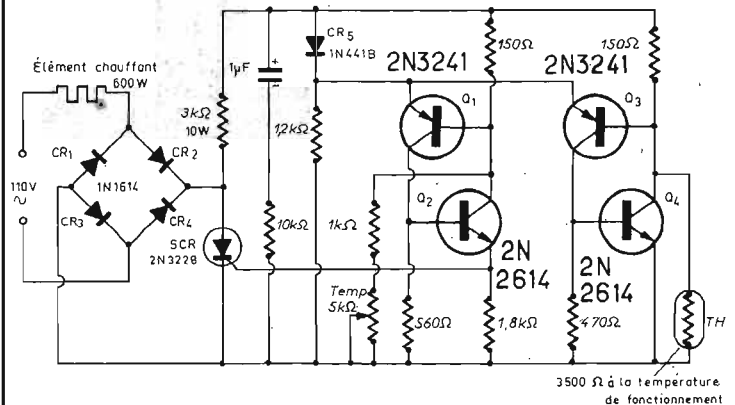 Élément chauffant
600W
110V
~
CR1
CR2
1N1614
CR3
CR4
3kΩ
10W
SCR
2N3228
1µF
+
-
10kΩ
CR5
1N441B
1,2kΩ
1kΩ
Temp.
5kΩ
2N3241
150Ω
Q1
Q2
2N
2614
560Ω
1,8kΩ
2N3241
150Ω
Q3
Q4
2N
2614
470Ω
TH
3500 Ω à la température
de fonctionnement